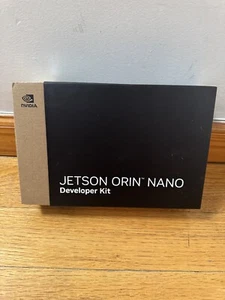 NVIDIA
JETSON ORIN™ NANO
Developer Kit